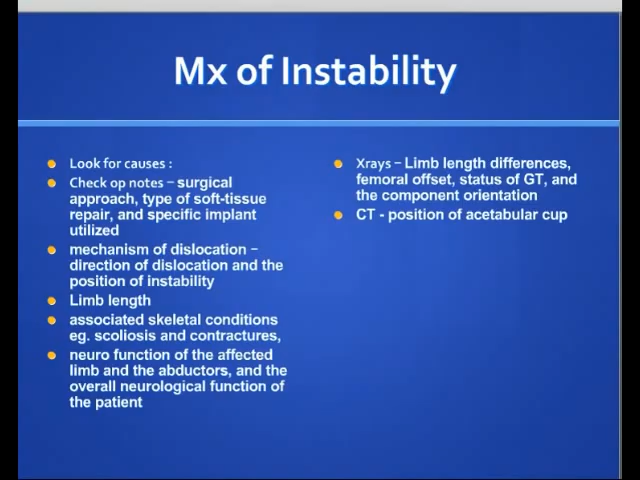 Mx of Instability
Look for causes :
Check op notes – surgical
approach, type of soft-tissue
repair, and specific implant
utilized
mechanism of dislocation –
direction of dislocation and the
position of instability
Limb length
associated skeletal conditions
eg. scoliosis and contractures,
neuro function of the affected
limb and the abductors, and the
overall neurological function of
the patient
Xrays – Limb length differences,
femoral offset, status of GT, and
the component orientation
CT - position of acetabular cup